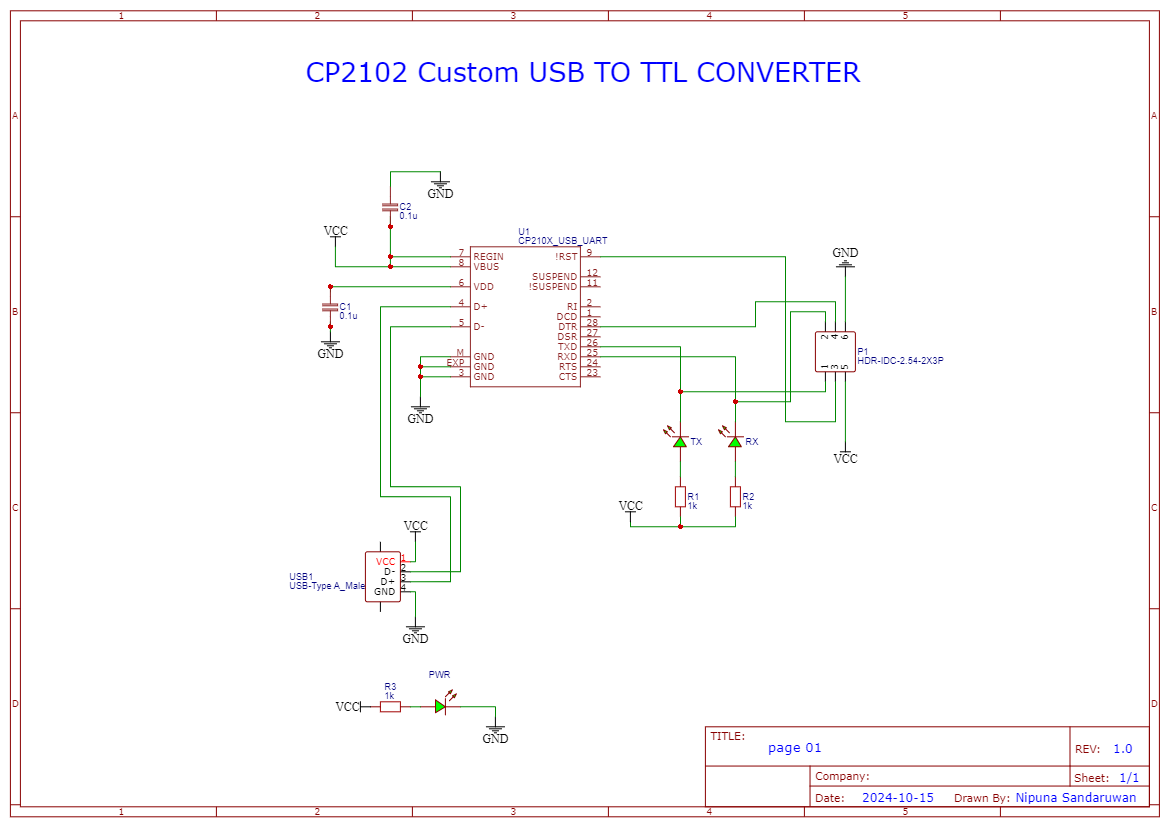 1 2 3 4 5
CP2102 Custom USB TO TTL CONVERTER
A A
GND
C2
0.1u
VCC
U1
CP210X_USB_UART
7 REGIN
8 VBUS
6 VDD
4 D+
5 D-
M GND
EXP GND
3 GND
!RST 9
SUSPEND 12
!SUSPEND 11
RI 2
DCD 1
DTR 28
DSR 27
TXD 26
RXD 25
RTS 24
CTS 23
C1
0.1u
GND
GND
B B
GND
2 4 6
1 3 5
P1
HDR-IDC-2.54-2X3P
VCC
TX
RX
R1
1k
R2
1k
VCC
C C
VCC
USB1
USB-Type A_Male
VCC 1
D- 2
D+ 3
GND 4
GND
PWR
R3
1k
VCC
GND
D D
TITLE:
page 01
REV: 1.0
Company:
Sheet: 1/1
Date: 2024-10-15 Drawn By: Nipuna Sandaruwan
1 2 3 4 5